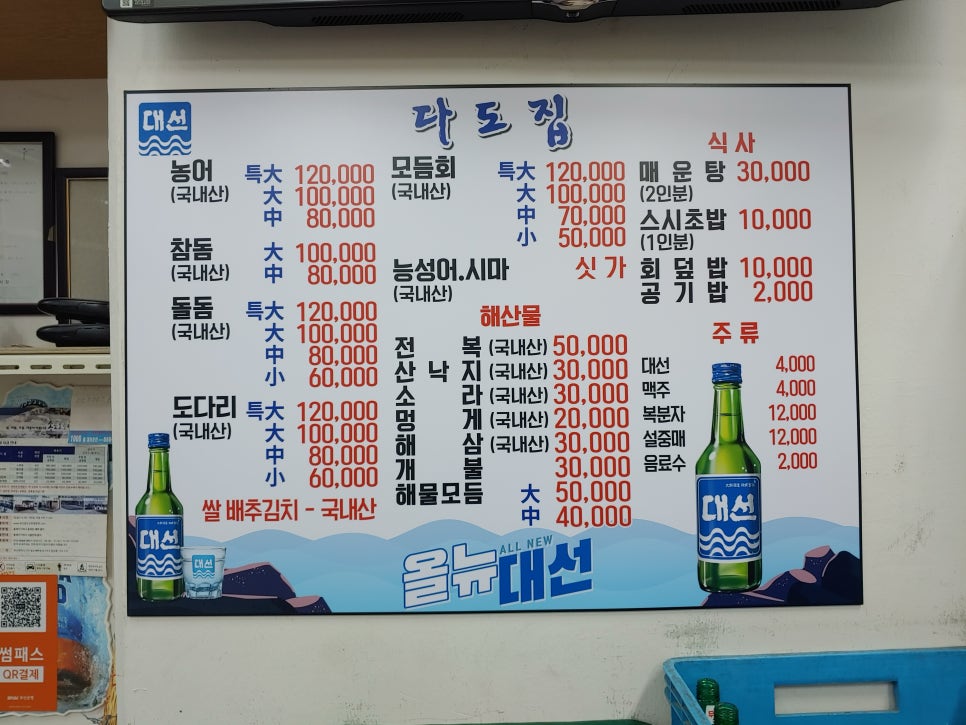 대선
다도집
농어 특大 120,000
(국내산) 大 100,000
中 80,000
참돔 大 100,000
(국내산) 中 80,000
돌돔 특大 120,000
(국내산) 大 100,000
中 80,000
小 60,000
도다리 특大 120,000
(국내산) 大 100,000
中 80,000
小 60,000
쌀 배추김치 - 국내산
모듬회 특大 120,000
(국내산) 大 100,000
中 70,000
小 50,000
능성어.시마 싯가
(국내산)
해산물
전복 (국내산) 50,000
산낙지 (국내산) 30,000
소라 (국내산) 30,000
멍게 (국내산) 20,000
해삼 (국내산) 30,000
개불 30,000
해물모듬 大 50,000
中 40,000
식사
매운탕 30,000
(2인분)
스시초밥 10,000
(1인분)
회덮밥 10,000
공기밥 2,000
주류
대선 4,000
맥주 4,000
복분자 12,000
설중매 12,000
음료수 2,000
대선
대선
대선
ALL NEW
올뉴대선
썸패스
QR결제